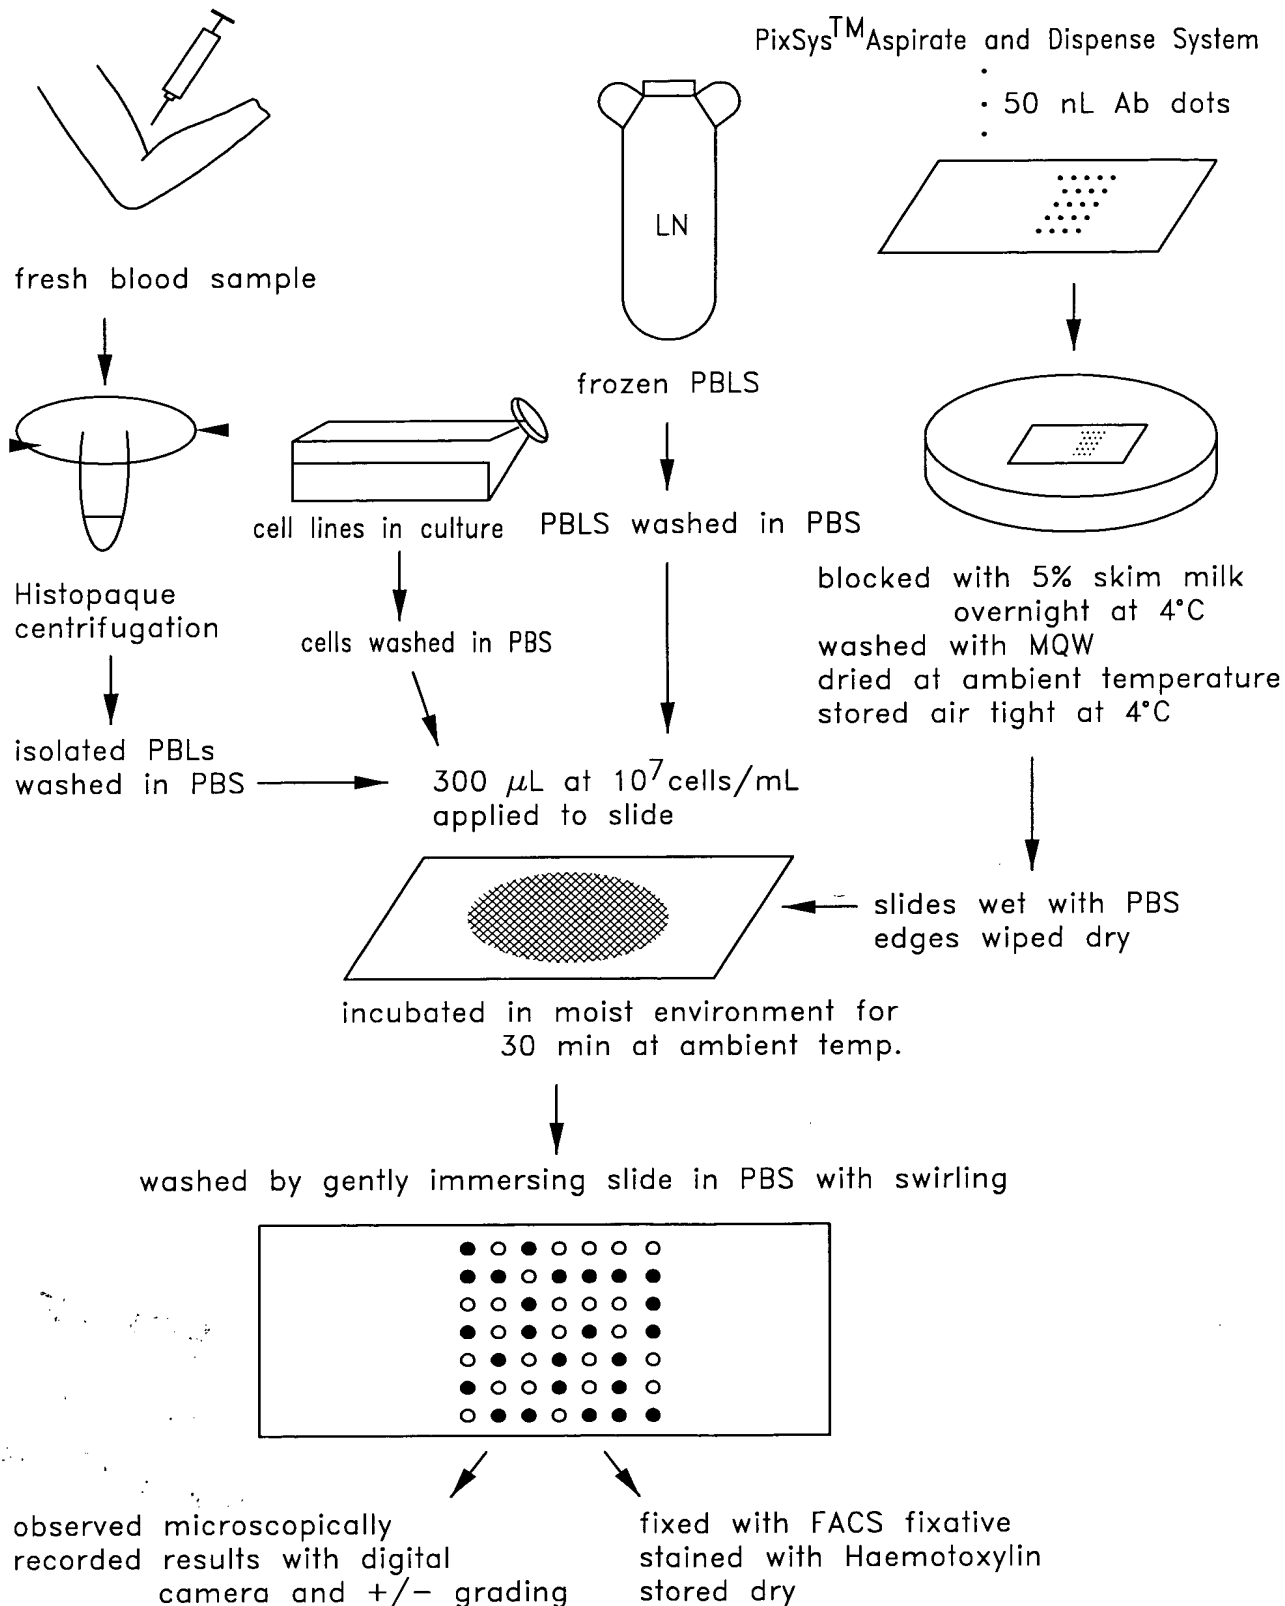 PixSys™ Aspirate and Dispense System
50 nL Ab dots
LN
fresh blood sample
frozen PBLS
cell lines in culture
PBLS washed in PBS
Histopaque
centrifugation
cells washed in PBS
blocked with 5% skim milk
overnight at 4°C
washed with MQW
dried at ambient temperature
stored air tight at 4°C
isolated PBLs
washed in PBS
300 μL at 10⁷ cells/mL
applied to slide
slides wet with PBS
edges wiped dry
incubated in moist environment for
30 min at ambient temp.
washed by gently immersing slide in PBS with swirling
observed microscopically
recorded results with digital
camera and +/− grading
fixed with FACS fixative
stained with Haemotoxylin
stored dry